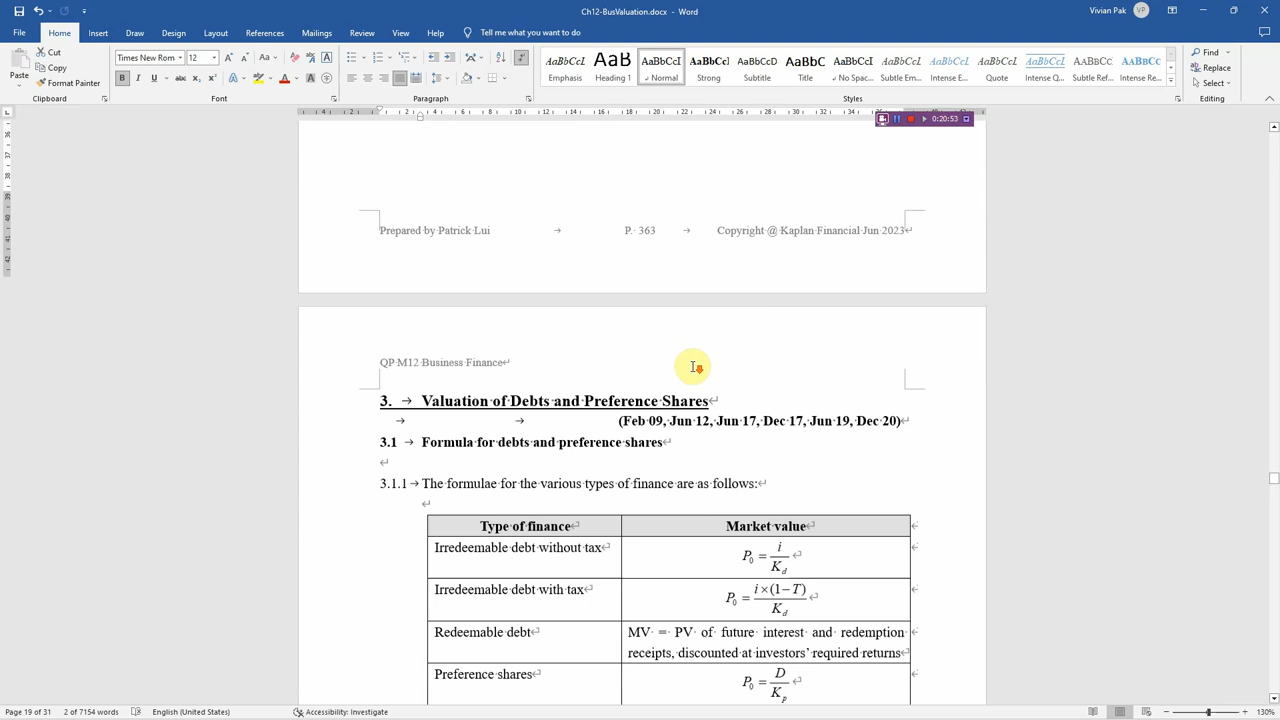 Ch12-BusValuation.docx - Word
Vivian Pak
VP
File Home Insert Draw Design Layout References Mailings Review View Help Tell me what you want to do
Paste
Cut
Copy
Format Painter
Times New Rom 12
AaBbCcI Emphasis
AaB Heading 1
AaBbCcI Normal
AaBbCcI Strong
AaBbCcD Subtitle
AaBbC Title
AaBbCcI No Spac...
AaBbCcI Subtle Em...
AaBbCcI Intense E...
AaBbCcI Quote
AaBbCcI Intense Q...
AABBCCI Subtle Ref...
AABBCCI Intense Re...
Find
Replace
Select
Clipboard Font Paragraph Styles Editing
0:20:53
Prepared by Patrick Lui P. 363 Copyright @ Kaplan Financial Jun 2023
QP M12 Business Finance
3. Valuation of Debts and Preference Shares
(Feb 09, Jun 12, Jun 17, Dec 17, Jun 19, Dec 20)
3.1 Formula for debts and preference shares
3.1.1 The formulae for the various types of finance are as follows:
Type of finance Market value
Irredeemable debt without tax P₀ = i / K_d
Irredeemable debt with tax P₀ = i×(1−T) / K_d
Redeemable debt MV = PV of future interest and redemption
receipts, discounted at investors' required returns
Preference shares P₀ = D / K_p
Page 19 of 31 2 of 7154 words English (United States) Accessibility: Investigate 130%